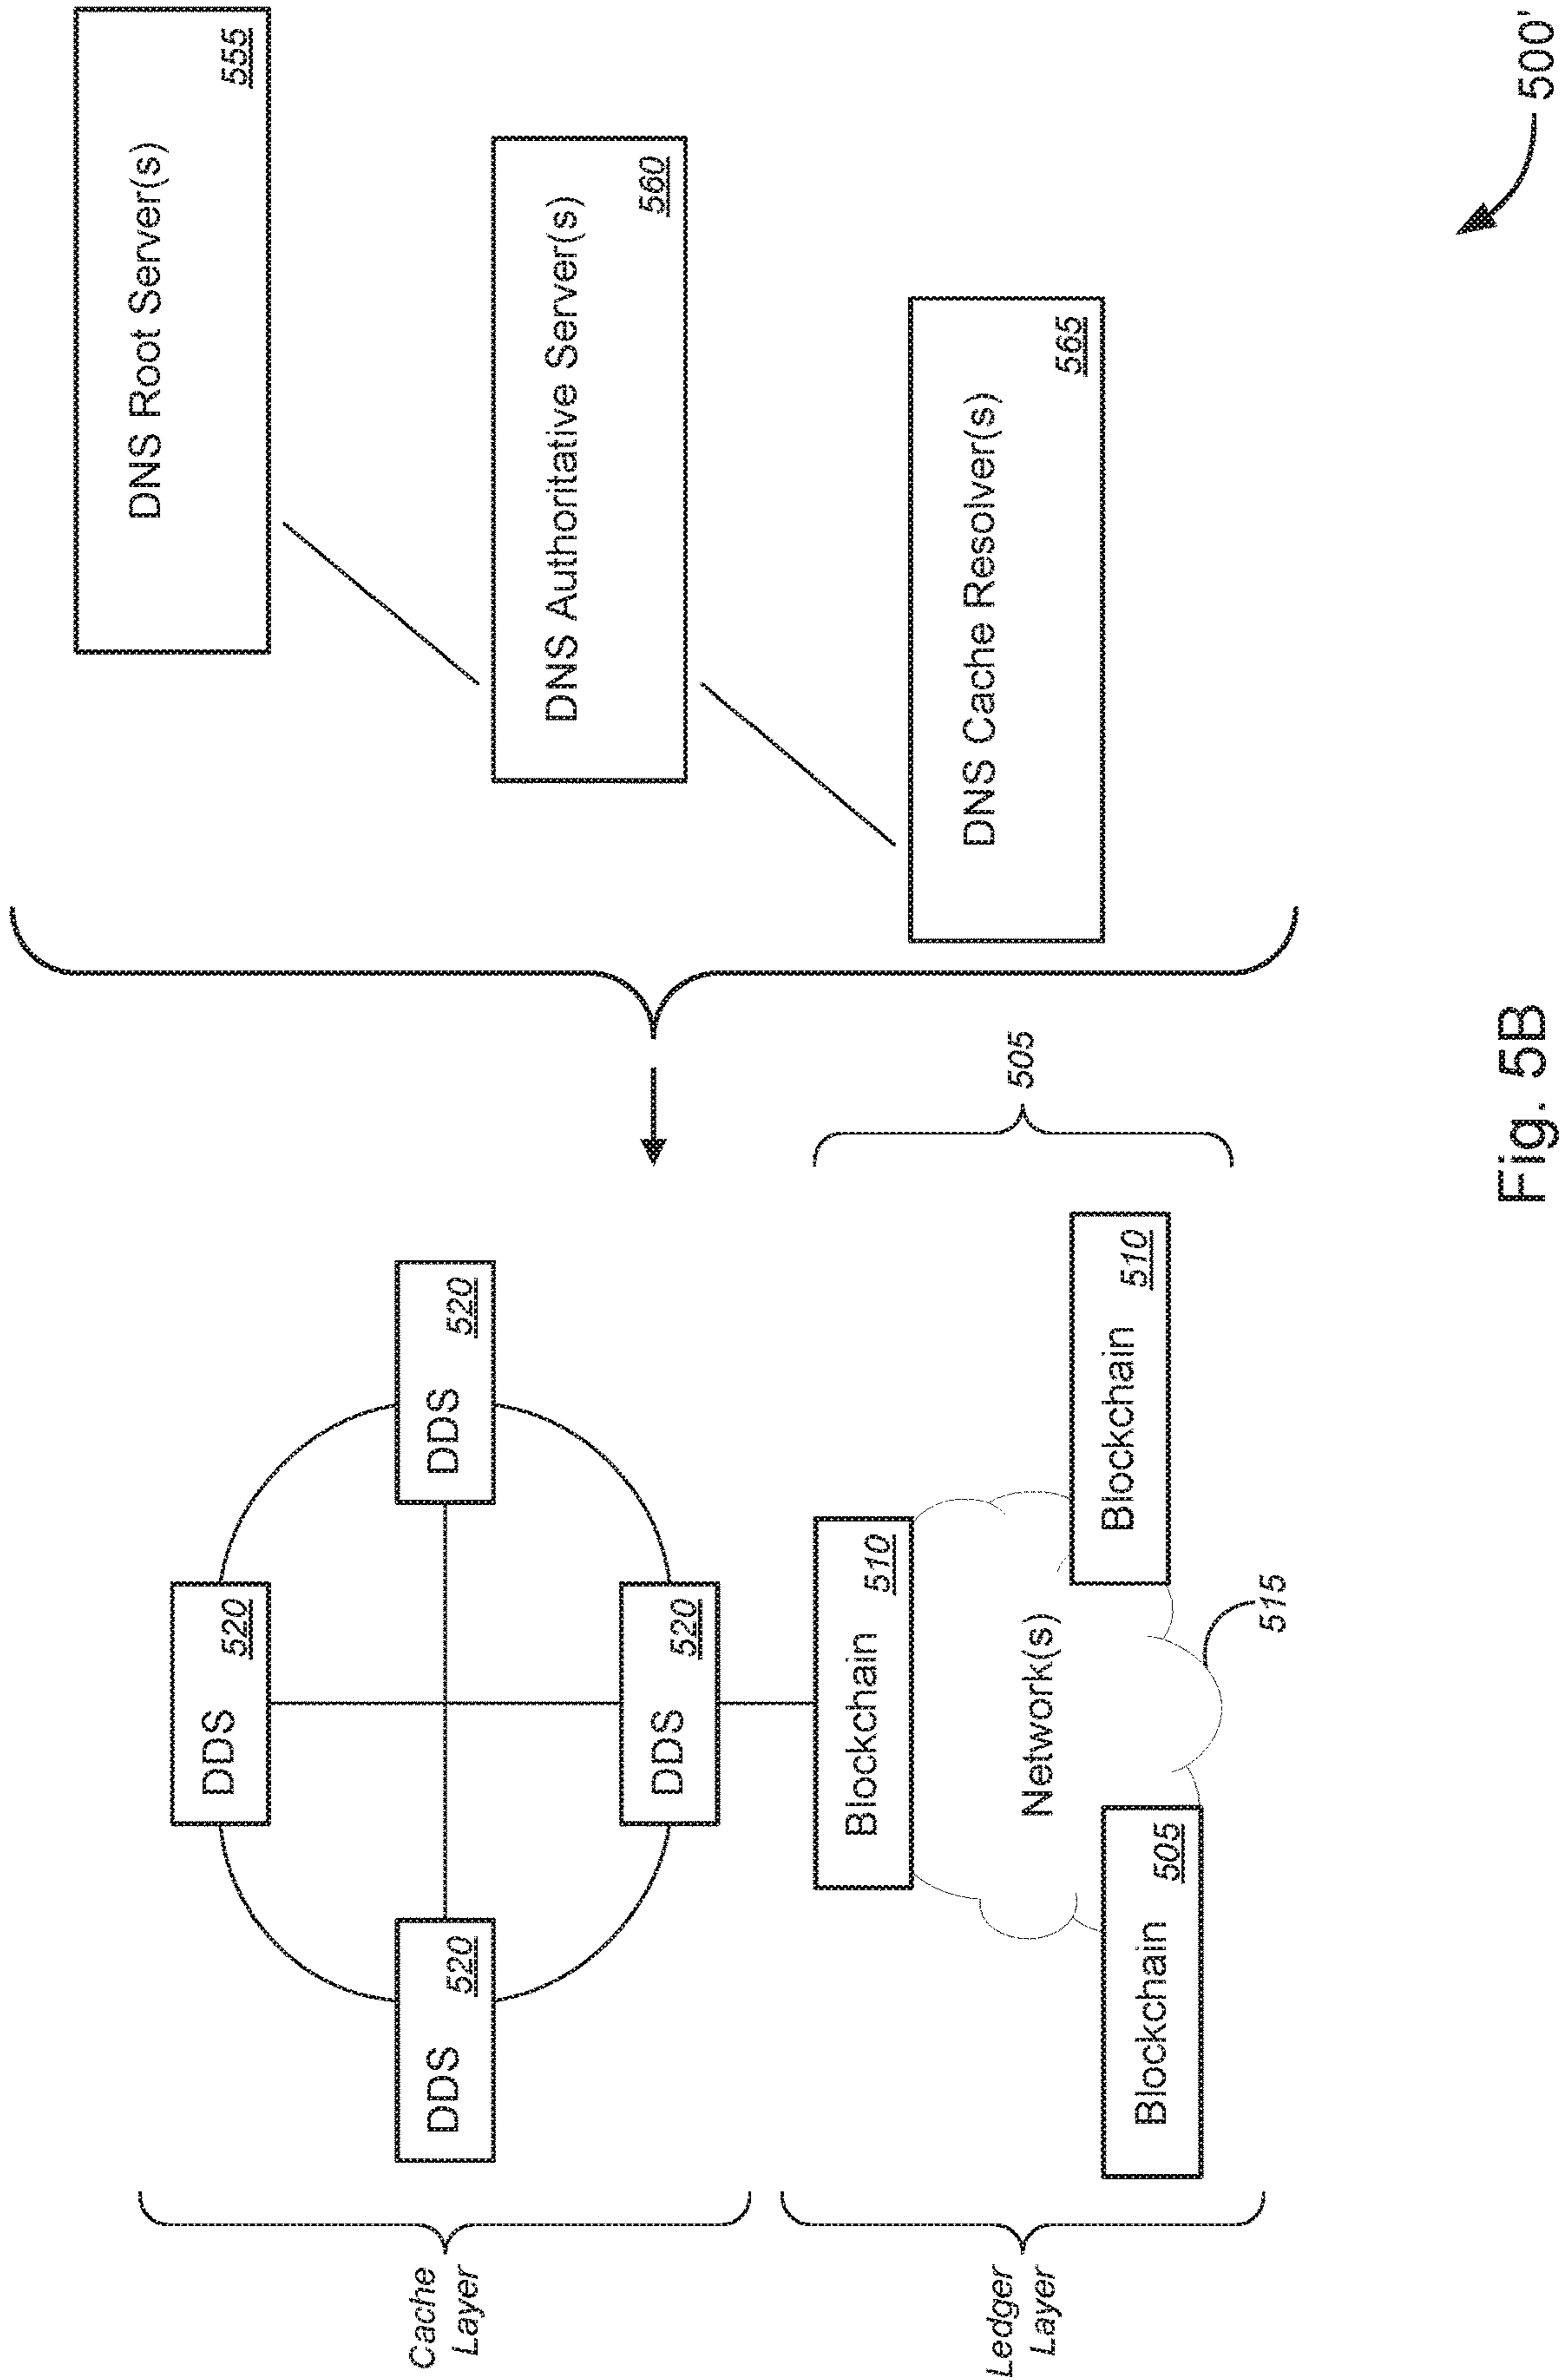 DDS
520
DDS
520
DDS
520
DDS
520
Cache
Layer
Blockchain
510
Network(s)
Blockchain
505
Blockchain
510
515
505
Ledger
Layer
DNS Root Server(s)
555
DNS Authoritative Server(s)
560
DNS Cache Resolver(s)
565
500'
Fig. 5B